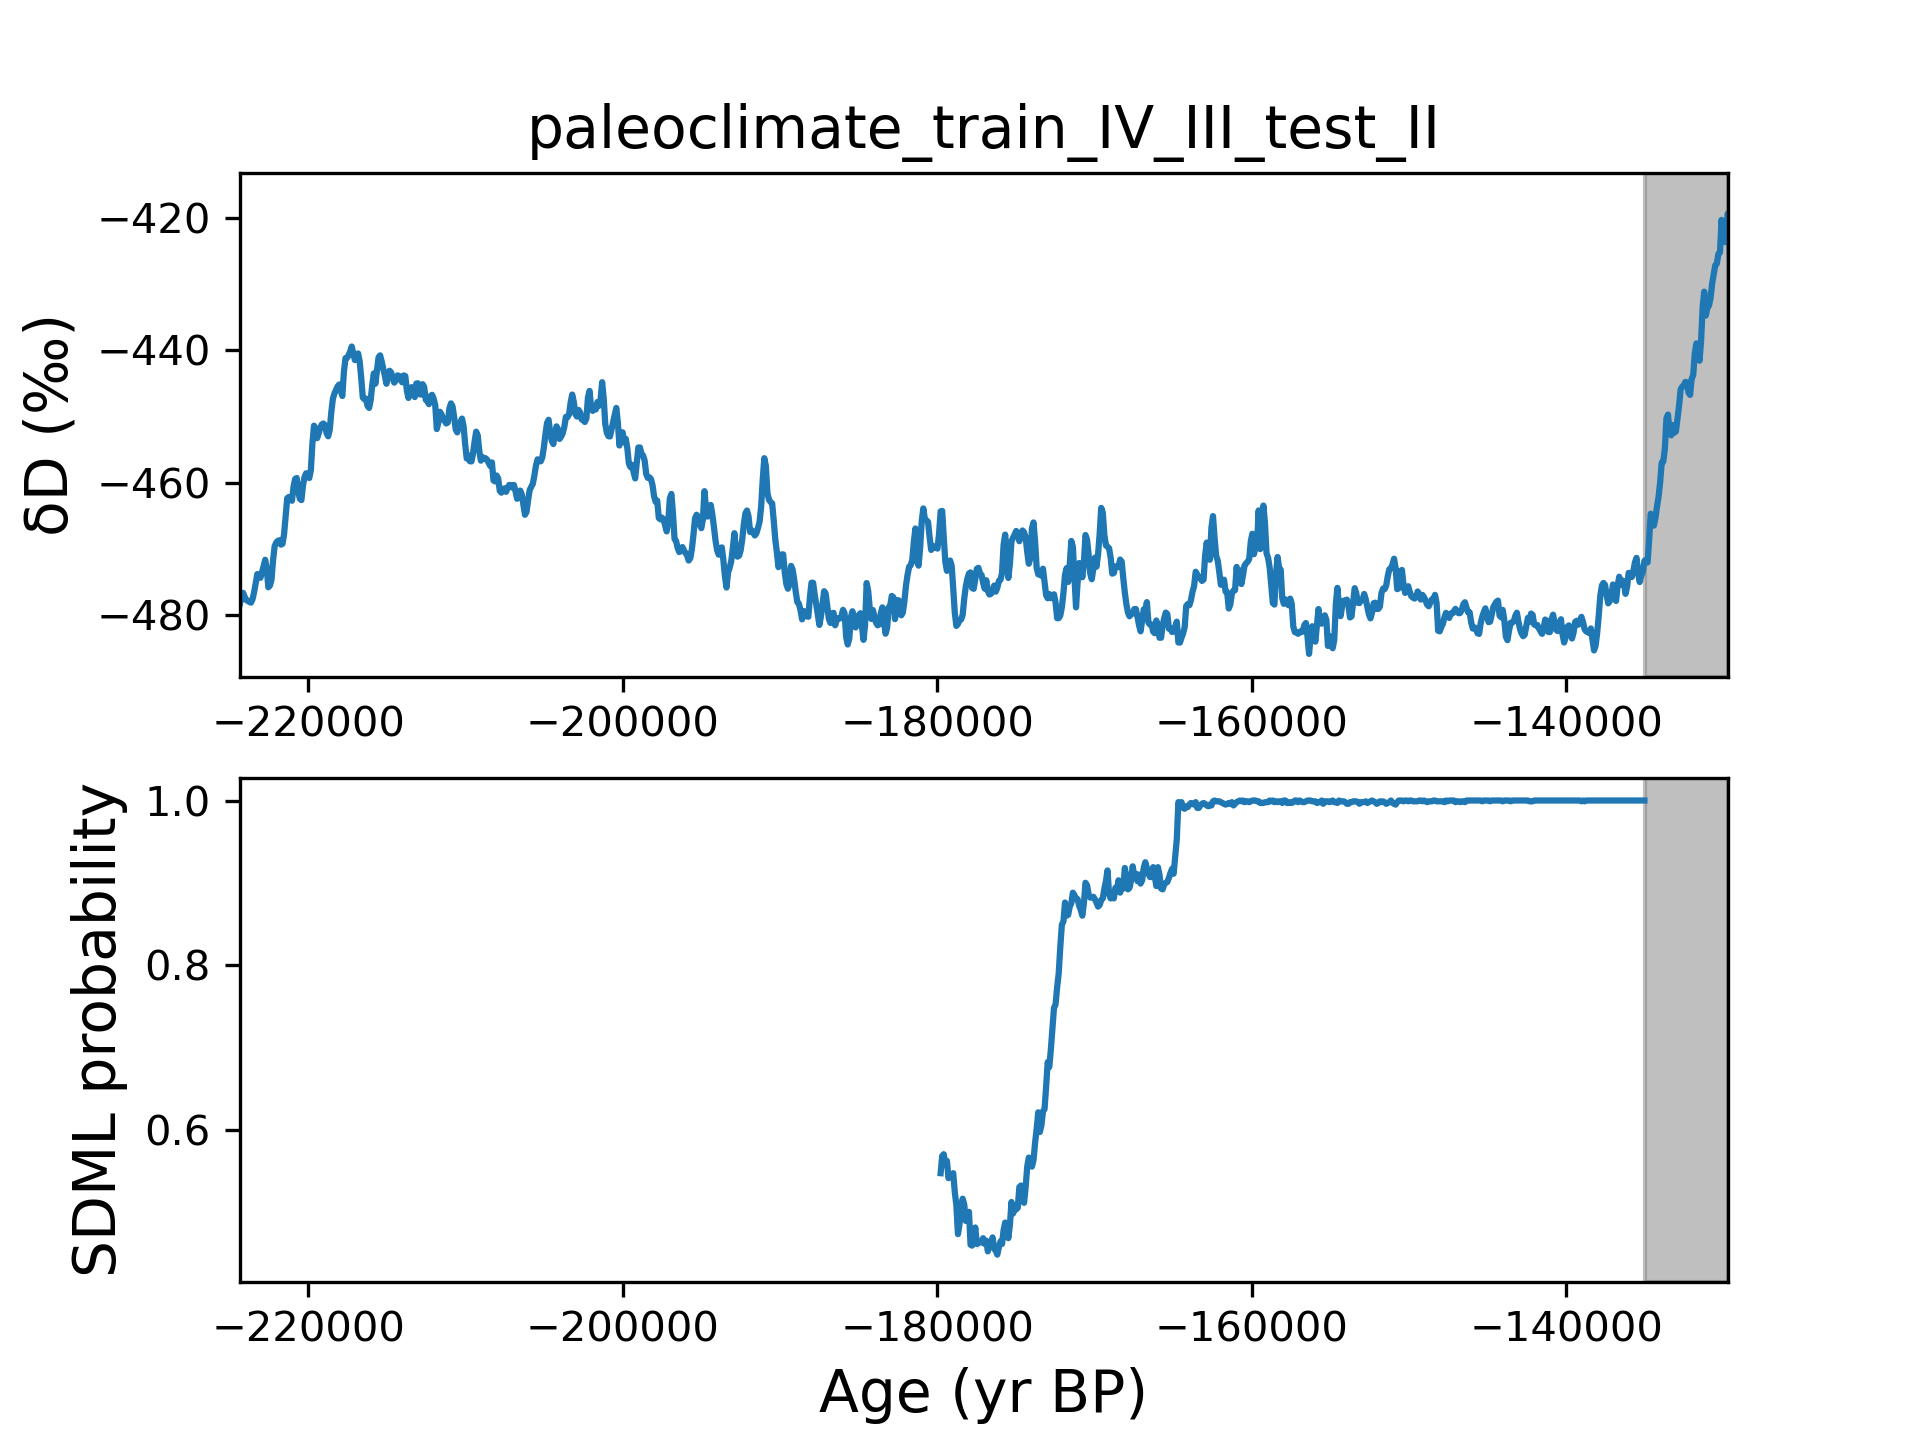 paleoclimate_train_IV_III_test_II
δD (‰)
−420
−440
−460
−480
−220000 −200000 −180000 −160000 −140000
SDML probability
1.0
0.8
0.6
−220000 −200000 −180000 −160000 −140000
Age (yr BP)